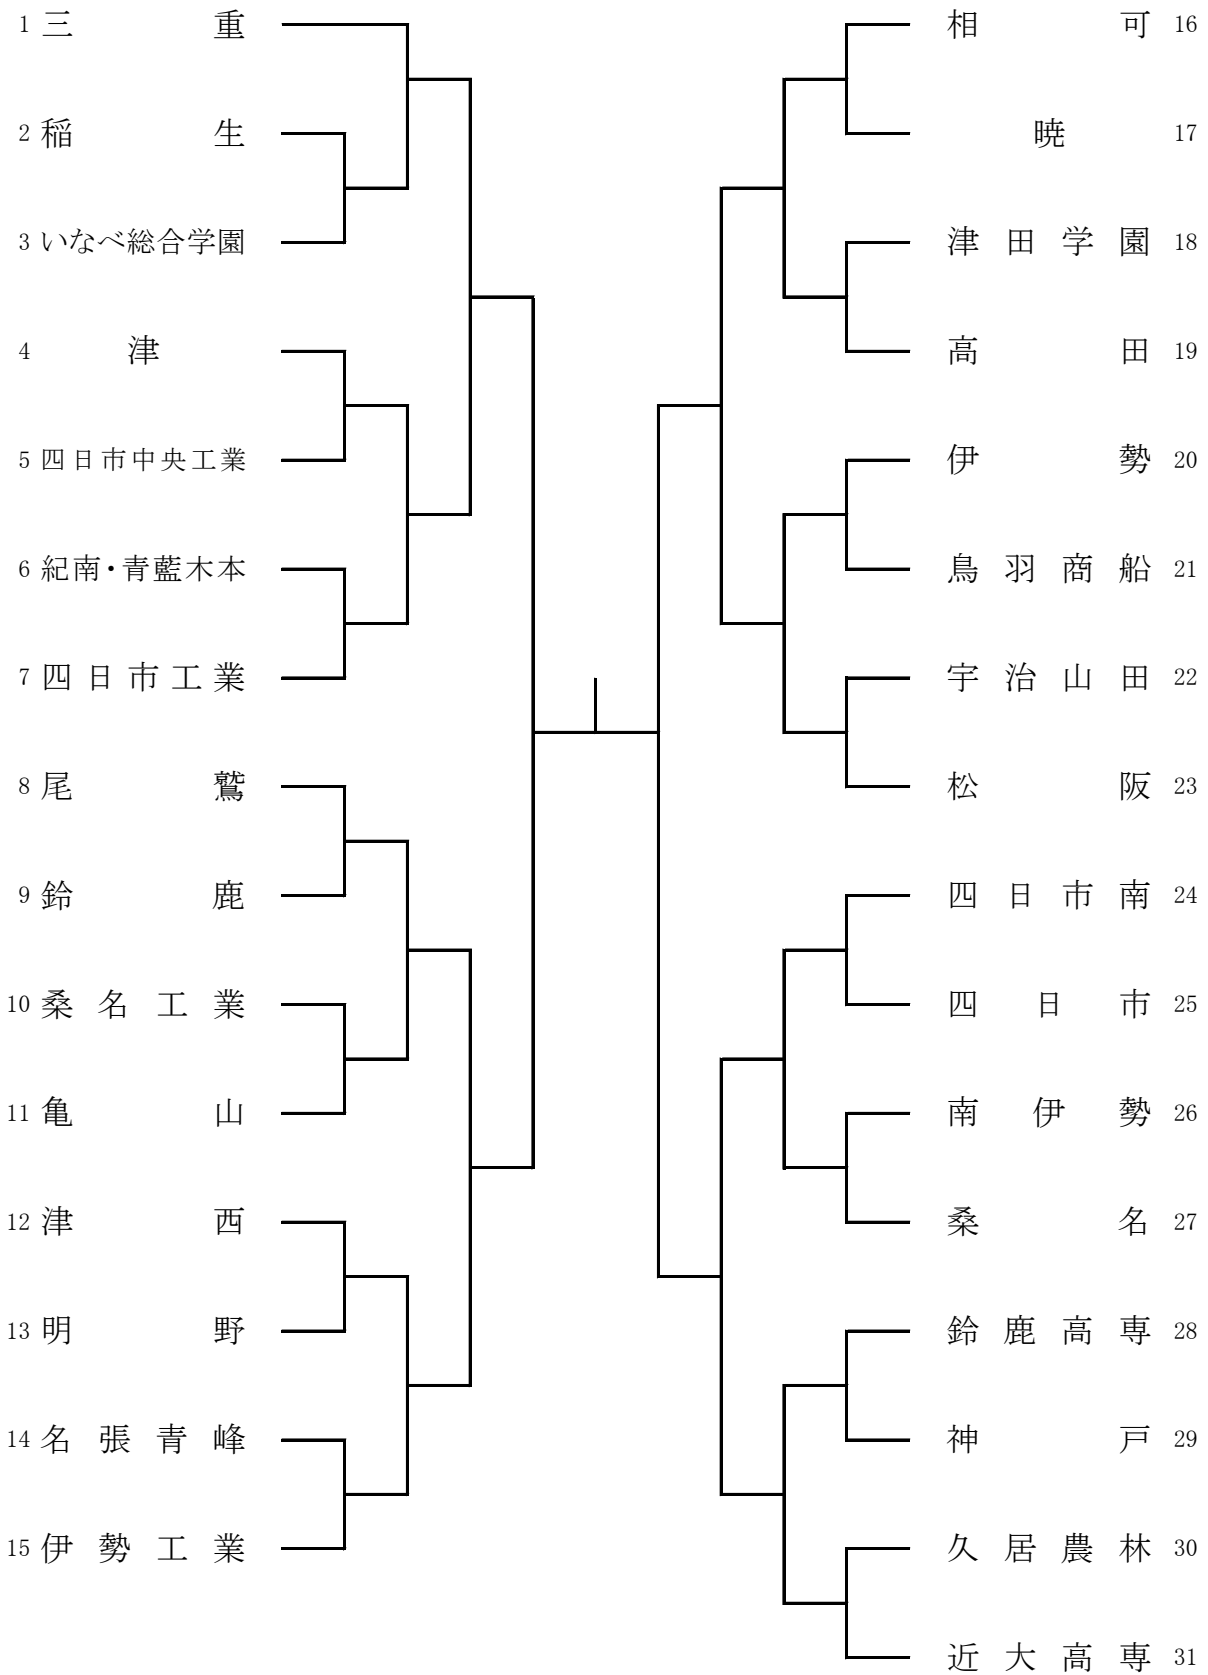 1 三重
2 稲生
3 いなべ総合学園
4 津
5 四日市中央工業
6 紀南・青藍木本
7 四日市工業
8 尾鷲
9 鈴鹿
10 桑名工業
11 亀山
12 津西
13 明野
14 名張青峰
15 伊勢工業
相可 16
暁 17
津田学園 18
高田 19
伊勢 20
鳥羽商船 21
宇治山田 22
松阪 23
四日市南 24
四日市 25
南伊勢 26
桑名 27
鈴鹿高専 28
神戸 29
久居農林 30
近大高専 31